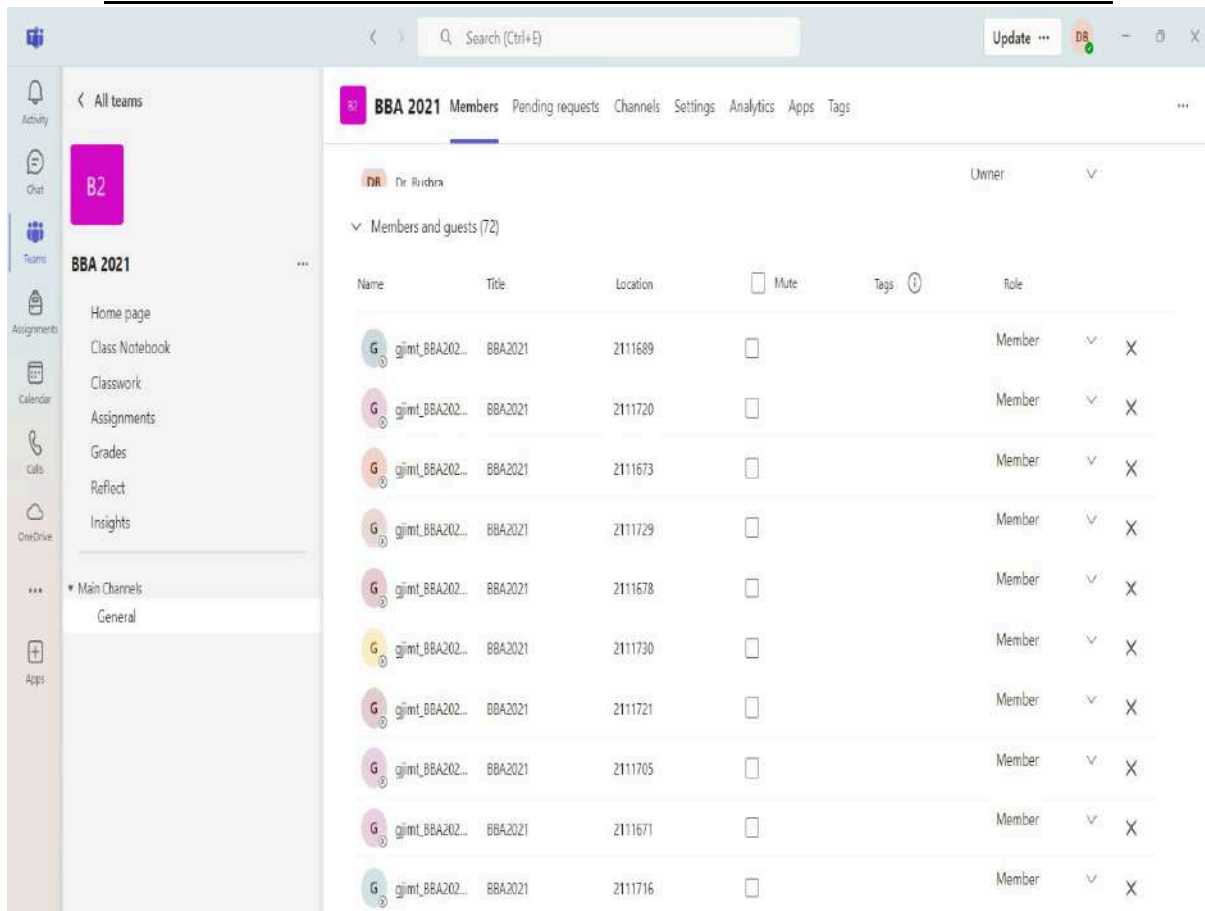 Search (Ctrl+E)
Update ...
DB
Activity
Chat
Teams
Assignments
Calendar
Calls
OneDrive
Apps
All teams
B2
BBA 2021
Home page
Class Notebook
Classwork
Assignments
Grades
Reflect
Insights
Main Channels
General
B2 BBA 2021 Members Pending requests Channels Settings Analytics Apps Tags
DB Dr. Bushra Owner
Members and guests (72)
Name Title Location Mute Tags Role
G gjimt_BBA202... BBA2021 2111689 Member
G gjimt_BBA202... BBA2021 2111720 Member
G gjimt_BBA202... BBA2021 2111673 Member
G gjimt_BBA202... BBA2021 2111729 Member
G gjimt_BBA202... BBA2021 2111678 Member
G gjimt_BBA202... BBA2021 2111730 Member
G gjimt_BBA202... BBA2021 2111721 Member
G gjimt_BBA202... BBA2021 2111705 Member
G gjimt_BBA202... BBA2021 2111671 Member
G gjimt_BBA202... BBA2021 2111716 Member